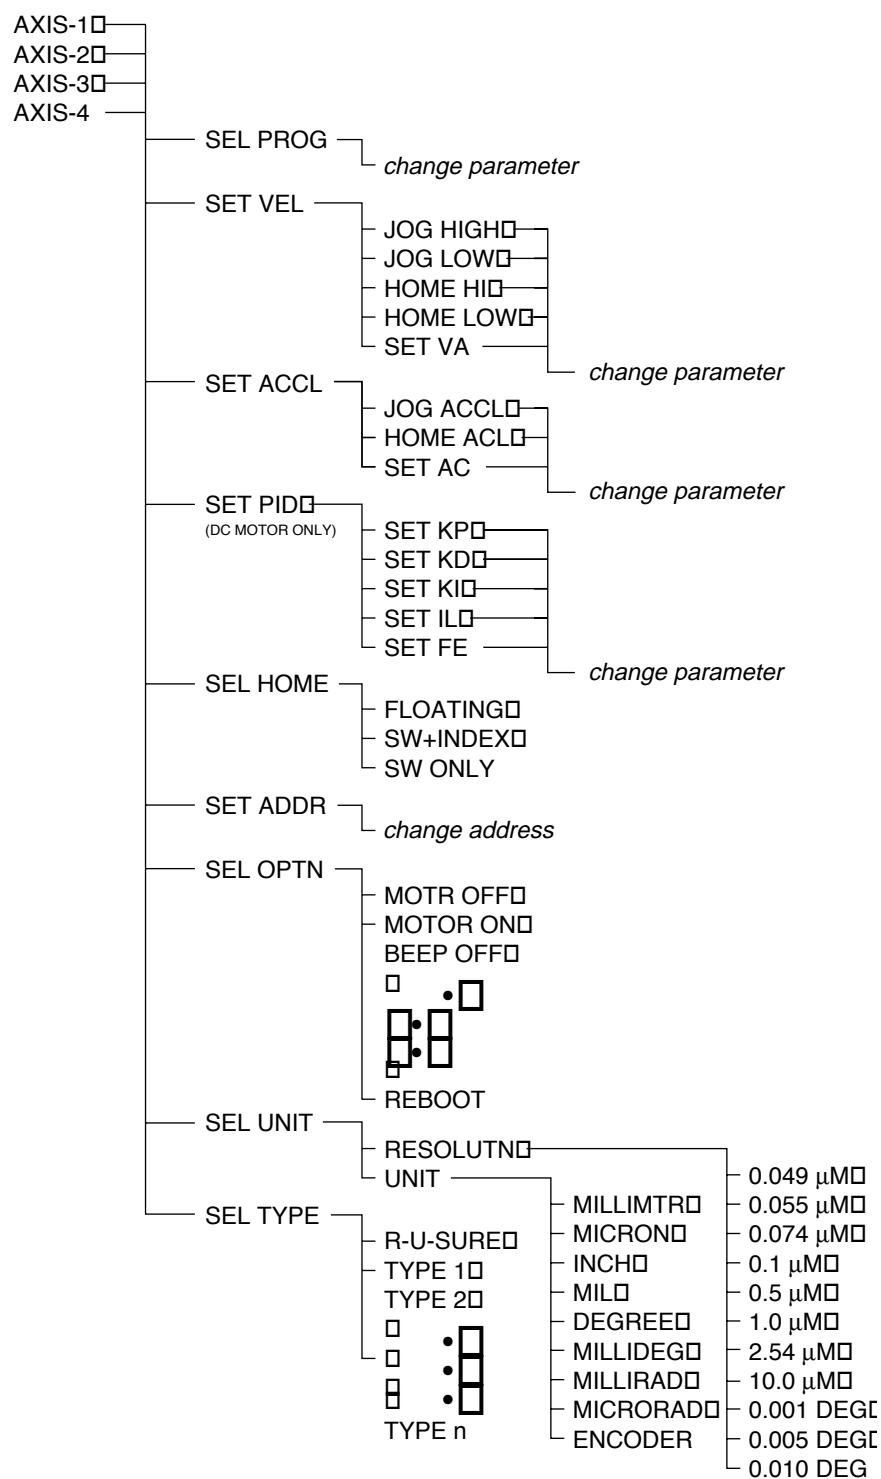 AXIS-1
AXIS-2
AXIS-3
AXIS-4
SEL PROG
change parameter
SET VEL
JOG HIGH
JOG LOW
HOME HI
HOME LOW
SET VA
change parameter
SET ACCL
JOG ACCL
HOME ACL
SET AC
change parameter
SET PID
(DC MOTOR ONLY)
SET KP
SET KD
SET KI
SET IL
SET FE
change parameter
SEL HOME
FLOATING
SW+INDEX
SW ONLY
SET ADDR
change address
SEL OPTN
MOTR OFF
MOTOR ON
BEEP OFF
REBOOT
SEL UNIT
RESOLUTN
UNIT
0.049 µM
0.055 µM
0.074 µM
0.1 µM
0.5 µM
1.0 µM
2.54 µM
10.0 µM
0.001 DEG
0.005 DEG
0.010 DEG
MILLIMTR
MICRON
INCH
MIL
DEGREE
MILLIDEG
MILLIRAD
MICRORAD
ENCODER
SEL TYPE
R-U-SURE
TYPE 1
TYPE 2
TYPE n